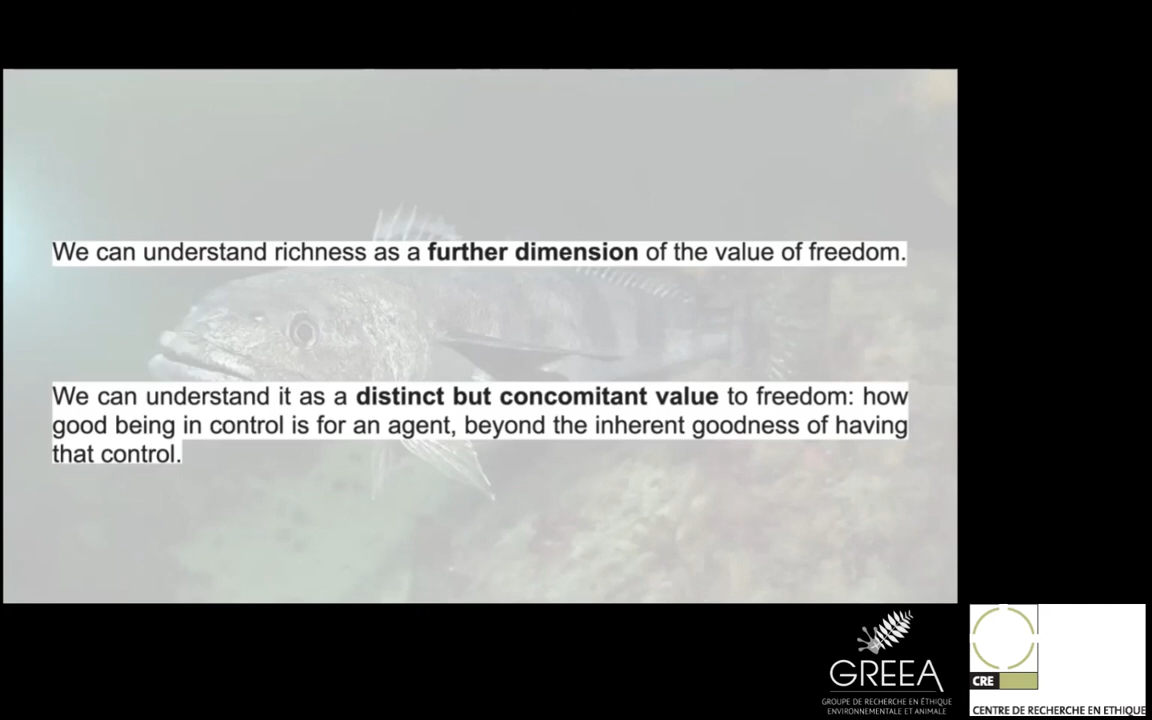 We can understand richness as a further dimension of the value of freedom.
We can understand it as a distinct but concomitant value to freedom: how
good being in control is for an agent, beyond the inherent goodness of having
that control.
GREEA
GROUPE DE RECHERCHE EN ÉTHIQUE
ENVIRONNEMENTALE ET ANIMALE
CRE
CENTRE DE RECHERCHE EN ETHIQUE